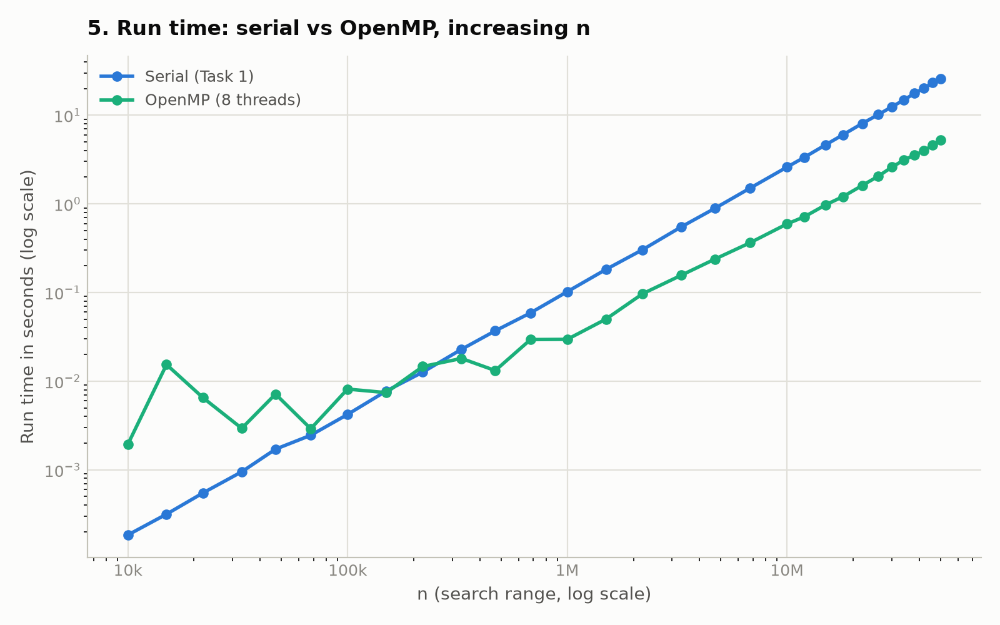 5. Run time: serial vs OpenMP, increasing n
Serial (Task 1)
OpenMP (8 threads)
Run time in seconds (log scale)
10¹
10⁰
10⁻¹
10⁻²
10⁻³
10k 100k 1M 10M
n (search range, log scale)